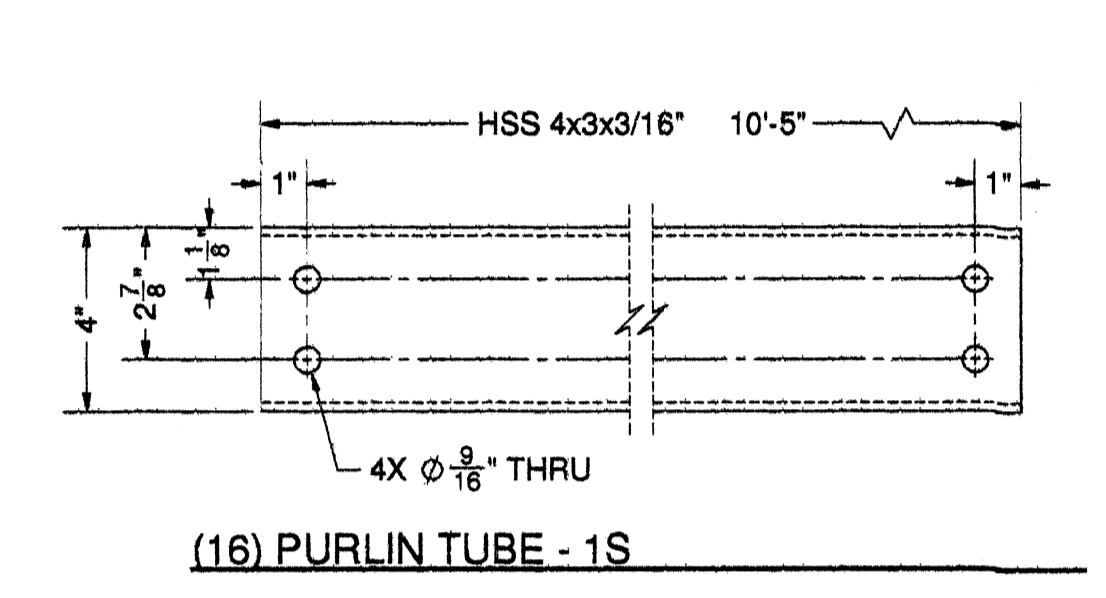 HSS 4x3x3/16" 10'-5"
1" 1"
1 1/8"
2 7/8"
4"
4X Ø 9/16" THRU
(16) PURLIN TUBE - 1S